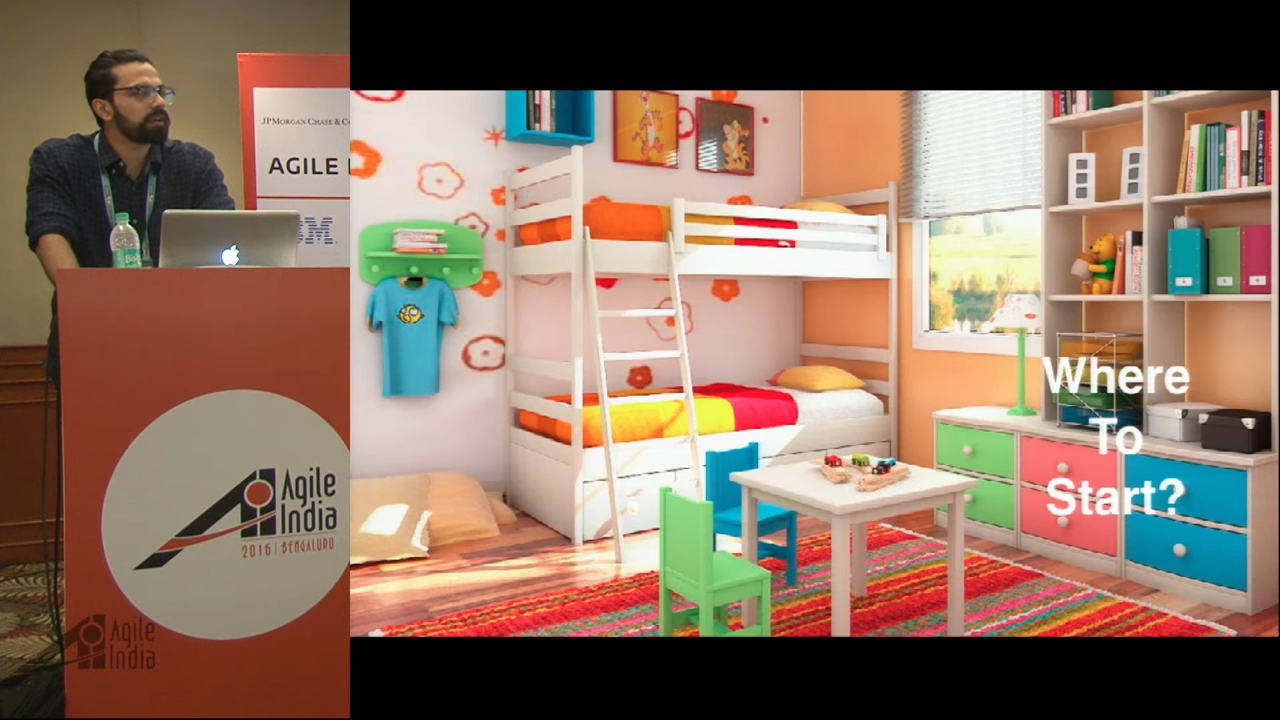 JPMORGAN CHASE & Co
AGILE
IBM.
Agile
India
2016 | BENGALURU
Agile
India
Where
To
Start?